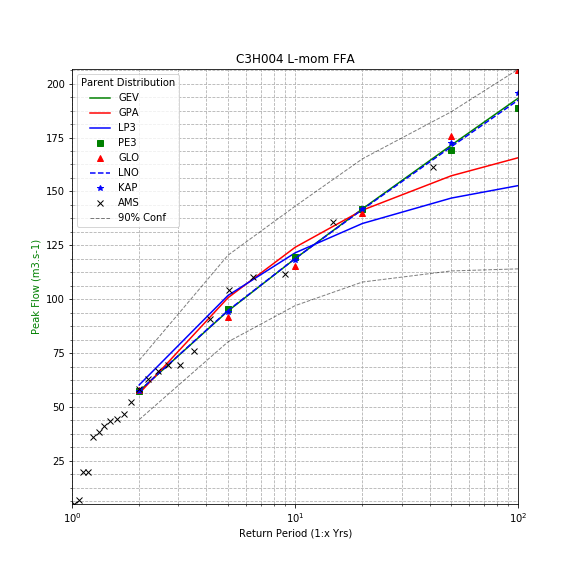 C3H004 L-mom FFA
Parent Distribution
GEV
GPA
LP3
PE3
GLO
LNO
KAP
AMS
90% Conf
200
175
150
125
100
75
50
25
Peak Flow (m3.s-1)
10⁰
10¹
10²
Return Period (1:x Yrs)